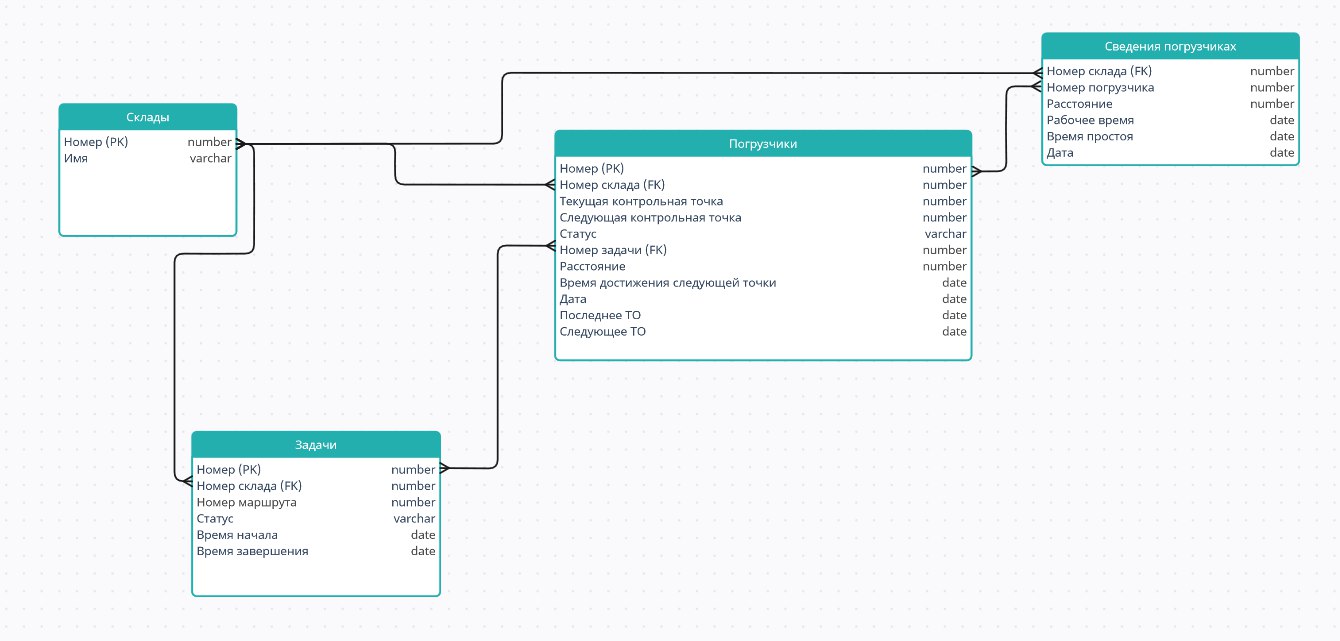 Сведения погрузчиках
Номер склада (FK) number
Номер погрузчика number
Расстояние number
Рабочее время date
Время простоя date
Дата date
Склады
Номер (PK) number
Имя varchar
Погрузчики
Номер (PK) number
Номер склада (FK) number
Текущая контрольная точка number
Следующая контрольная точка number
Статус varchar
Номер задачи (FK) number
Расстояние number
Время достижения следующей точки date
Дата date
Последнее ТО date
Следующее ТО date
Задачи
Номер (PK) number
Номер склада (FK) number
Номер маршрута number
Статус varchar
Время начала date
Время завершения date